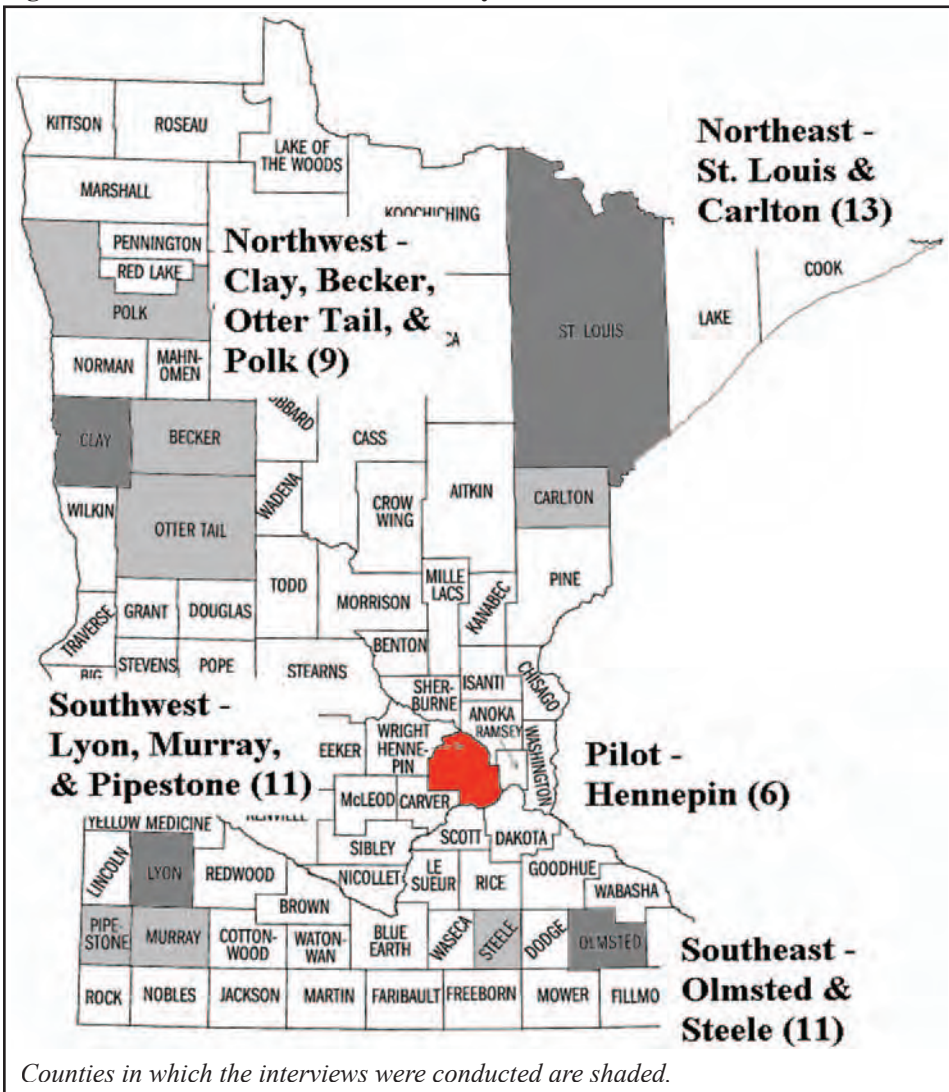 KITTSON
ROSEAU
LAKE OF
THE WOODS
MARSHALL
KOOCHICHING
Northeast -
St. Louis &
Carlton (13)
PENNINGTON
RED LAKE
POLK
Northwest -
Clay, Becker,
Otter Tail, &
Polk (9)
CA
ST. LOUIS
LAKE
COOK
NORMAN
MAHN-
OMEN
CLAY
BECKER
CASS
WADENA
CROW
WING
AITKIN
CARLTON
WILKIN
OTTER TAIL
TODD
MILLE
LACS
KANABEC
PINE
TRAVERSE
GRANT
DOUGLAS
MORRISON
BENTON
STEVENS
POPE
STEARNS
SHER-
BURNE
ISANTI
CHISAGO
Southwest -
Lyon, Murray,
& Pipestone (11)
EEKER
WRIGHT
HENNE-
PIN
ANOKA
RAMSEY
WASHINGTON
Pilot -
Hennepin (6)
McLEOD
CARVER
YELLOW MEDICINE
SIBLEY
SCOTT
DAKOTA
LINCOLN
LYON
REDWOOD
NICOLLET
LE
SUEUR
RICE
GOODHUE
WABASHA
BROWN
PIPE-
STONE
MURRAY
COTTON-
WOOD
WATON-
WAN
BLUE
EARTH
WASECA
STEELE
DODGE
OLMSTED
Southeast -
Olmsted &
Steele (11)
ROCK
NOBLES
JACKSON
MARTIN
FARIBAULT
FREEBORN
MOWER
FILLMO
Counties in which the interviews were conducted are shaded.